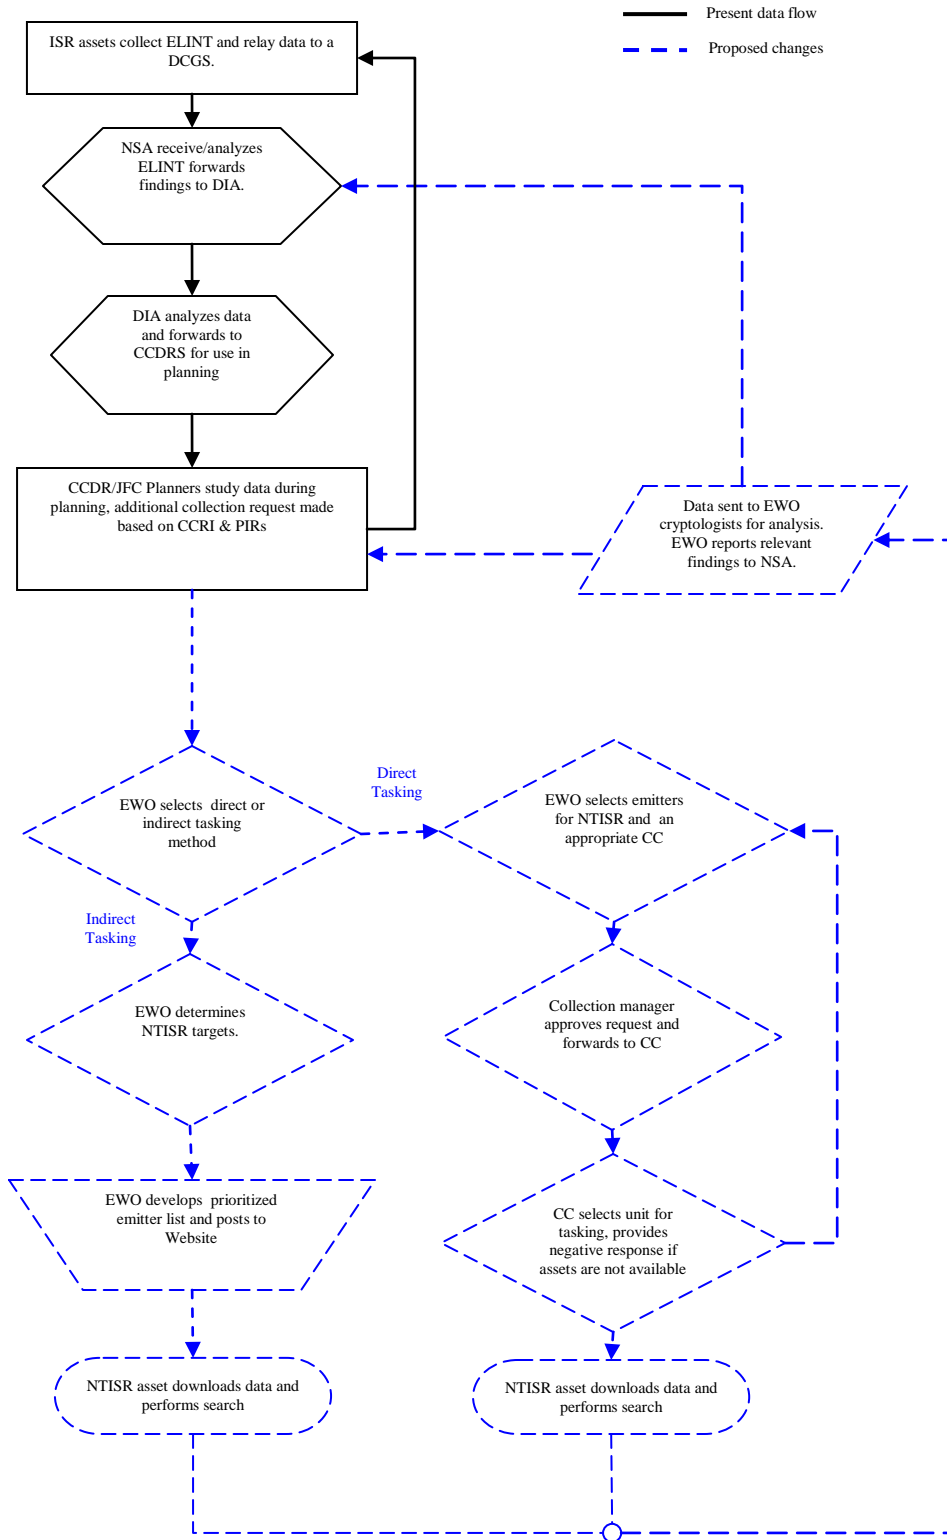 Present data flow
Proposed changes
ISR assets collect ELINT and relay data to a
DCGS.
NSA receive/analyzes
ELINT forwards
findings to DIA.
DIA analyzes data
and forwards to
CCDRS for use in
planning
CCDR/JFC Planners study data during
planning, additional collection request made
based on CCRI & PIRs
Data sent to EWO
cryptologists for analysis.
EWO reports relevant
findings to NSA.
EWO selects  direct or
indirect tasking
method
Direct
Tasking
EWO selects emitters
for NTISR and  an
appropriate CC
Indirect
Tasking
EWO determines
NTISR targets.
Collection manager
approves request and
forwards to CC
EWO develops  prioritized
emitter list and posts to
Website
CC selects unit for
tasking, provides
negative response if
assets are not available
NTISR asset downloads data and
performs search
NTISR asset downloads data and
performs search